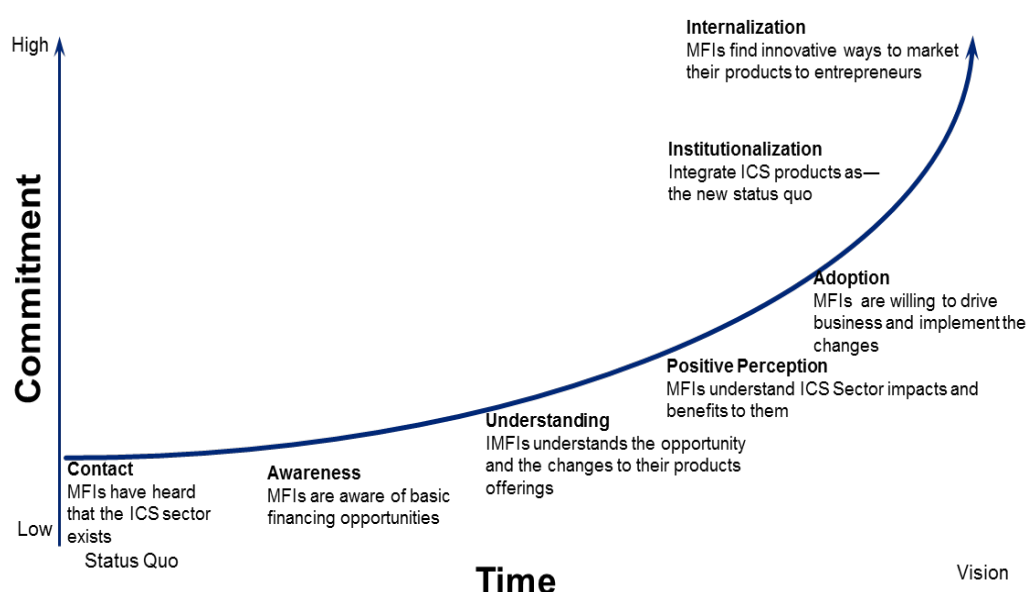 Internalization
MFIs find innovative ways to market
their products to entrepreneurs
High
Institutionalization
Integrate ICS products as—
the new status quo
Commitment
Adoption
MFIs are willing to drive
business and implement the
changes
Positive Perception
MFIs understand ICS Sector impacts and
benefits to them
Understanding
IMFIs understands the opportunity
and the changes to their products
offerings
Contact
MFIs have heard
that the ICS sector
exists
Awareness
MFIs are aware of basic
financing opportunities
Low
Status Quo
Time
Vision